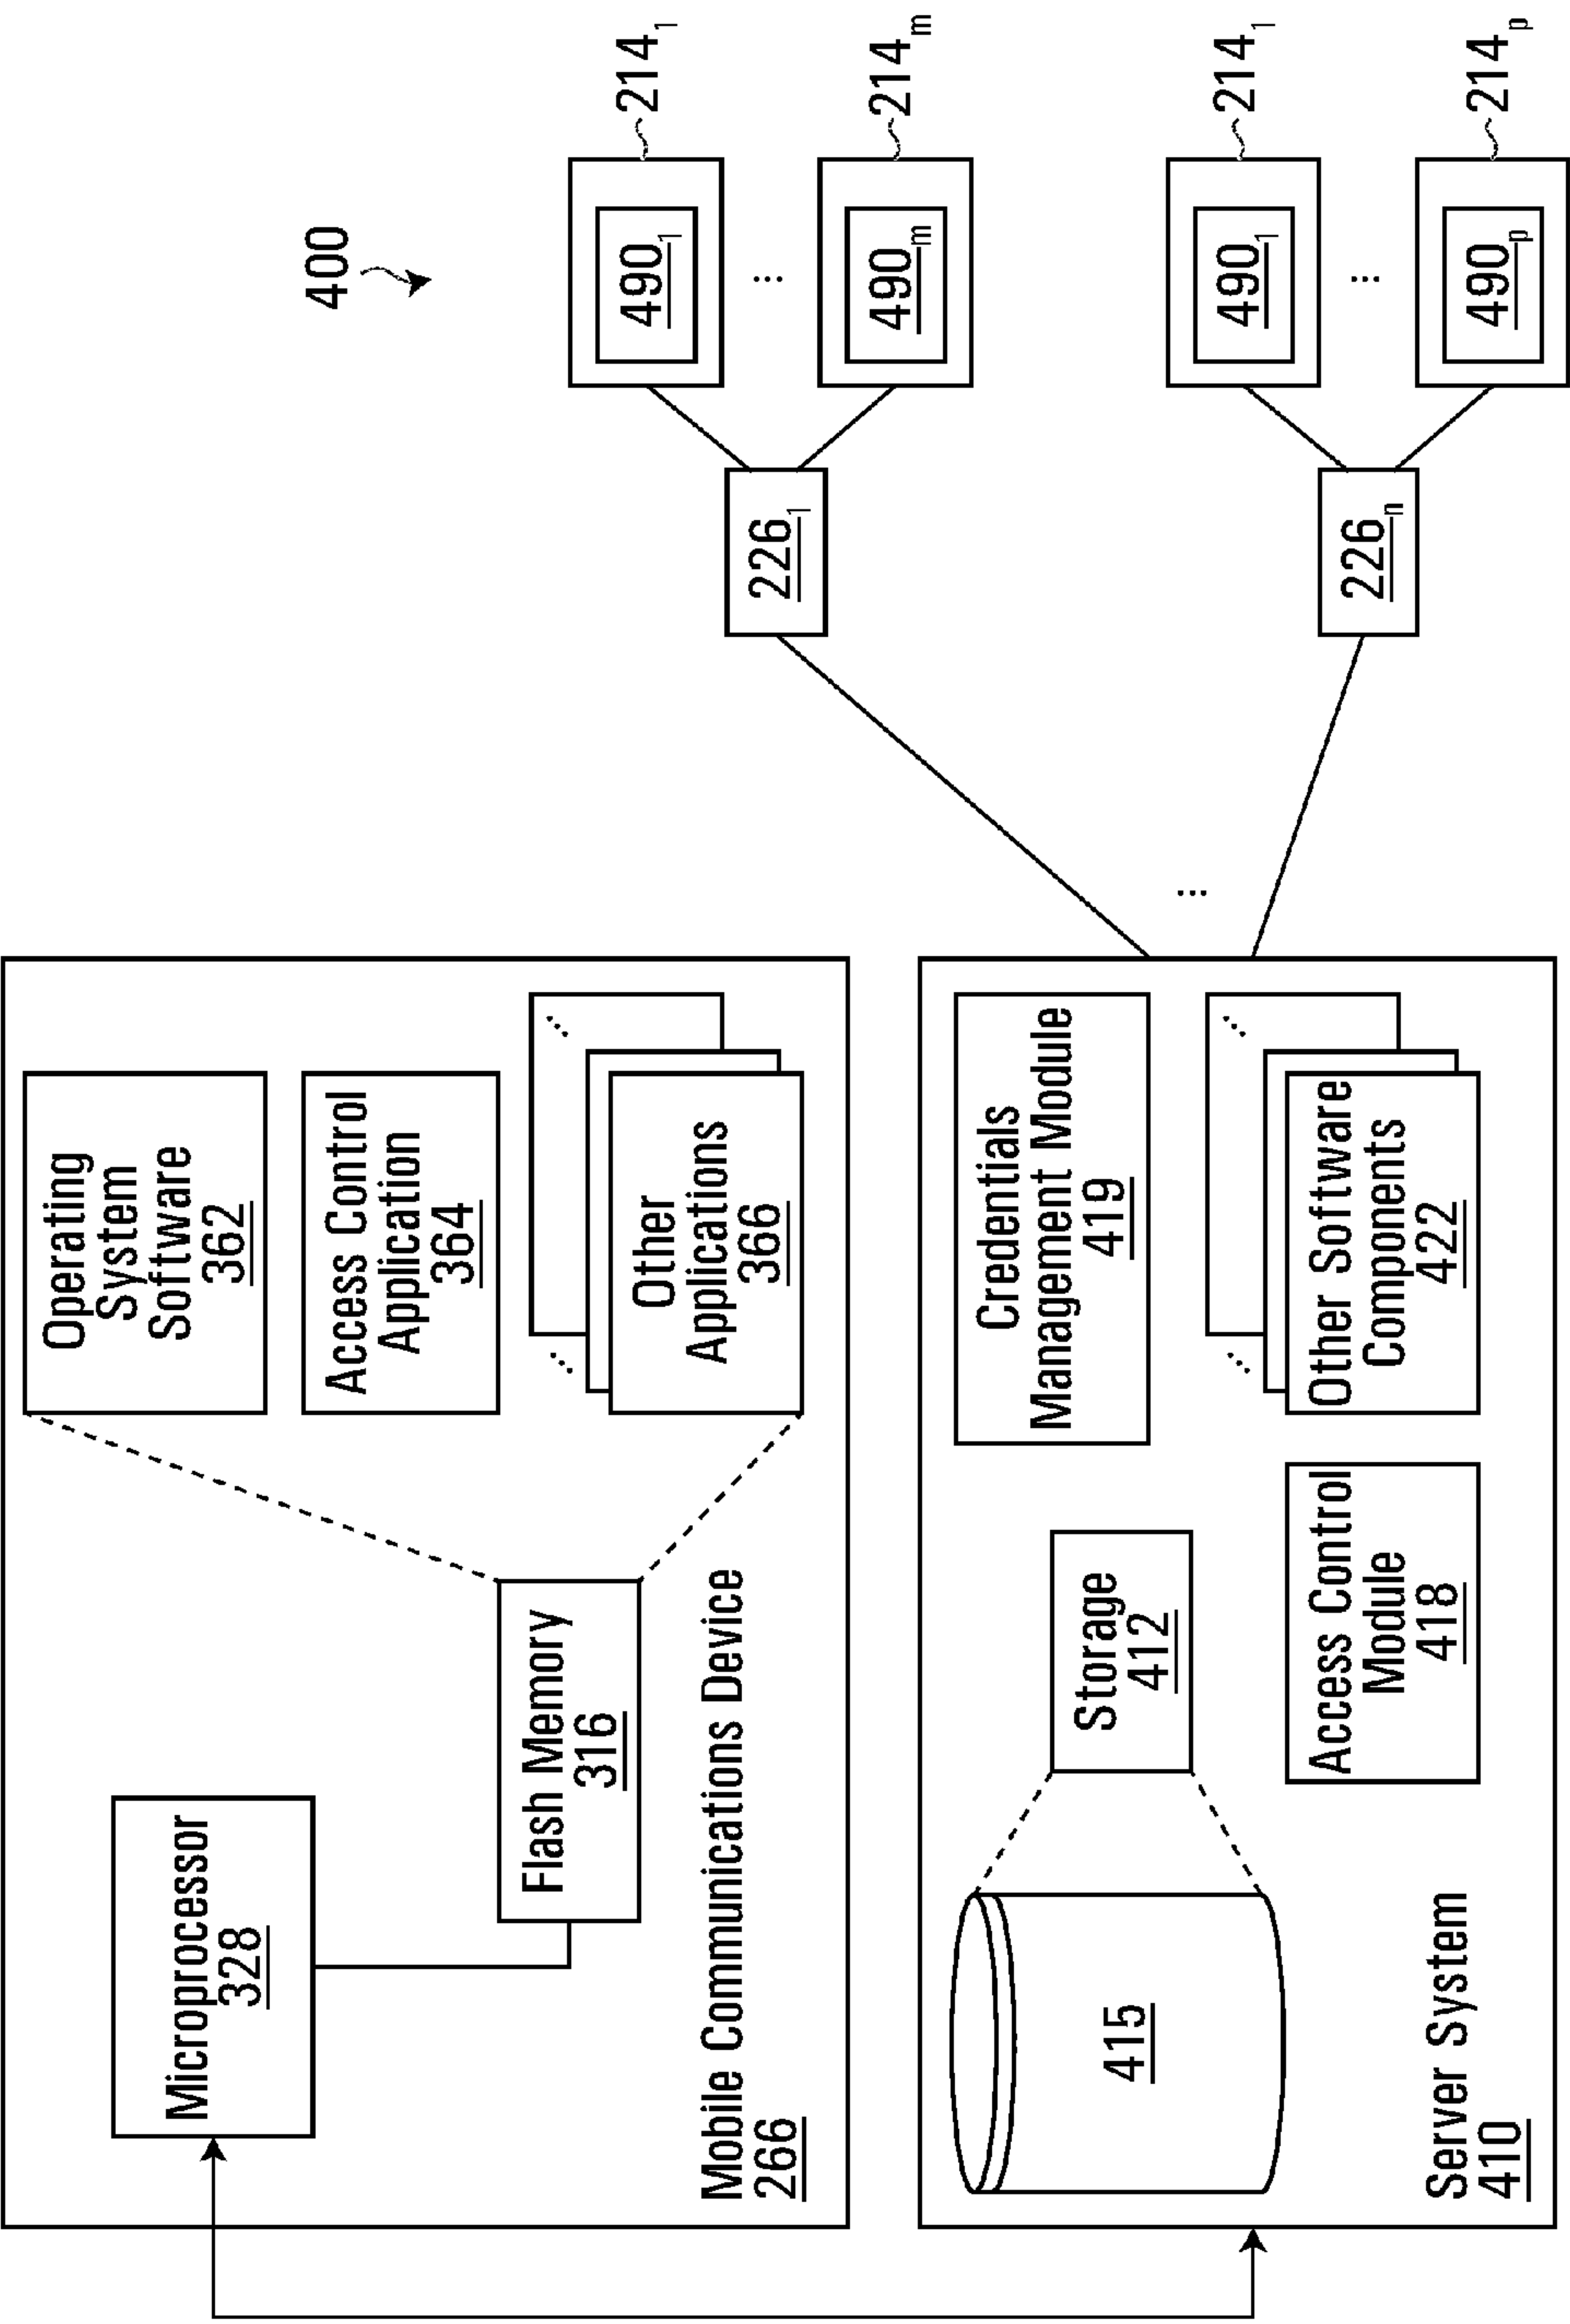 400
Microprocessor
328
Flash Memory
316
Operating
System
Software
362
Access Control
Application
364
Other
Applications
366
...
...
Mobile Communications Device
266
415
Storage
412
Credentials
Management Module
419
Access Control
Module
418
Other Software
Components
422
...
...
Server System
410
...
226₁
226ₙ
490₁
214₁
...
490ₘ
214ₘ
490₁
214₁
...
490ₚ
214ₚ